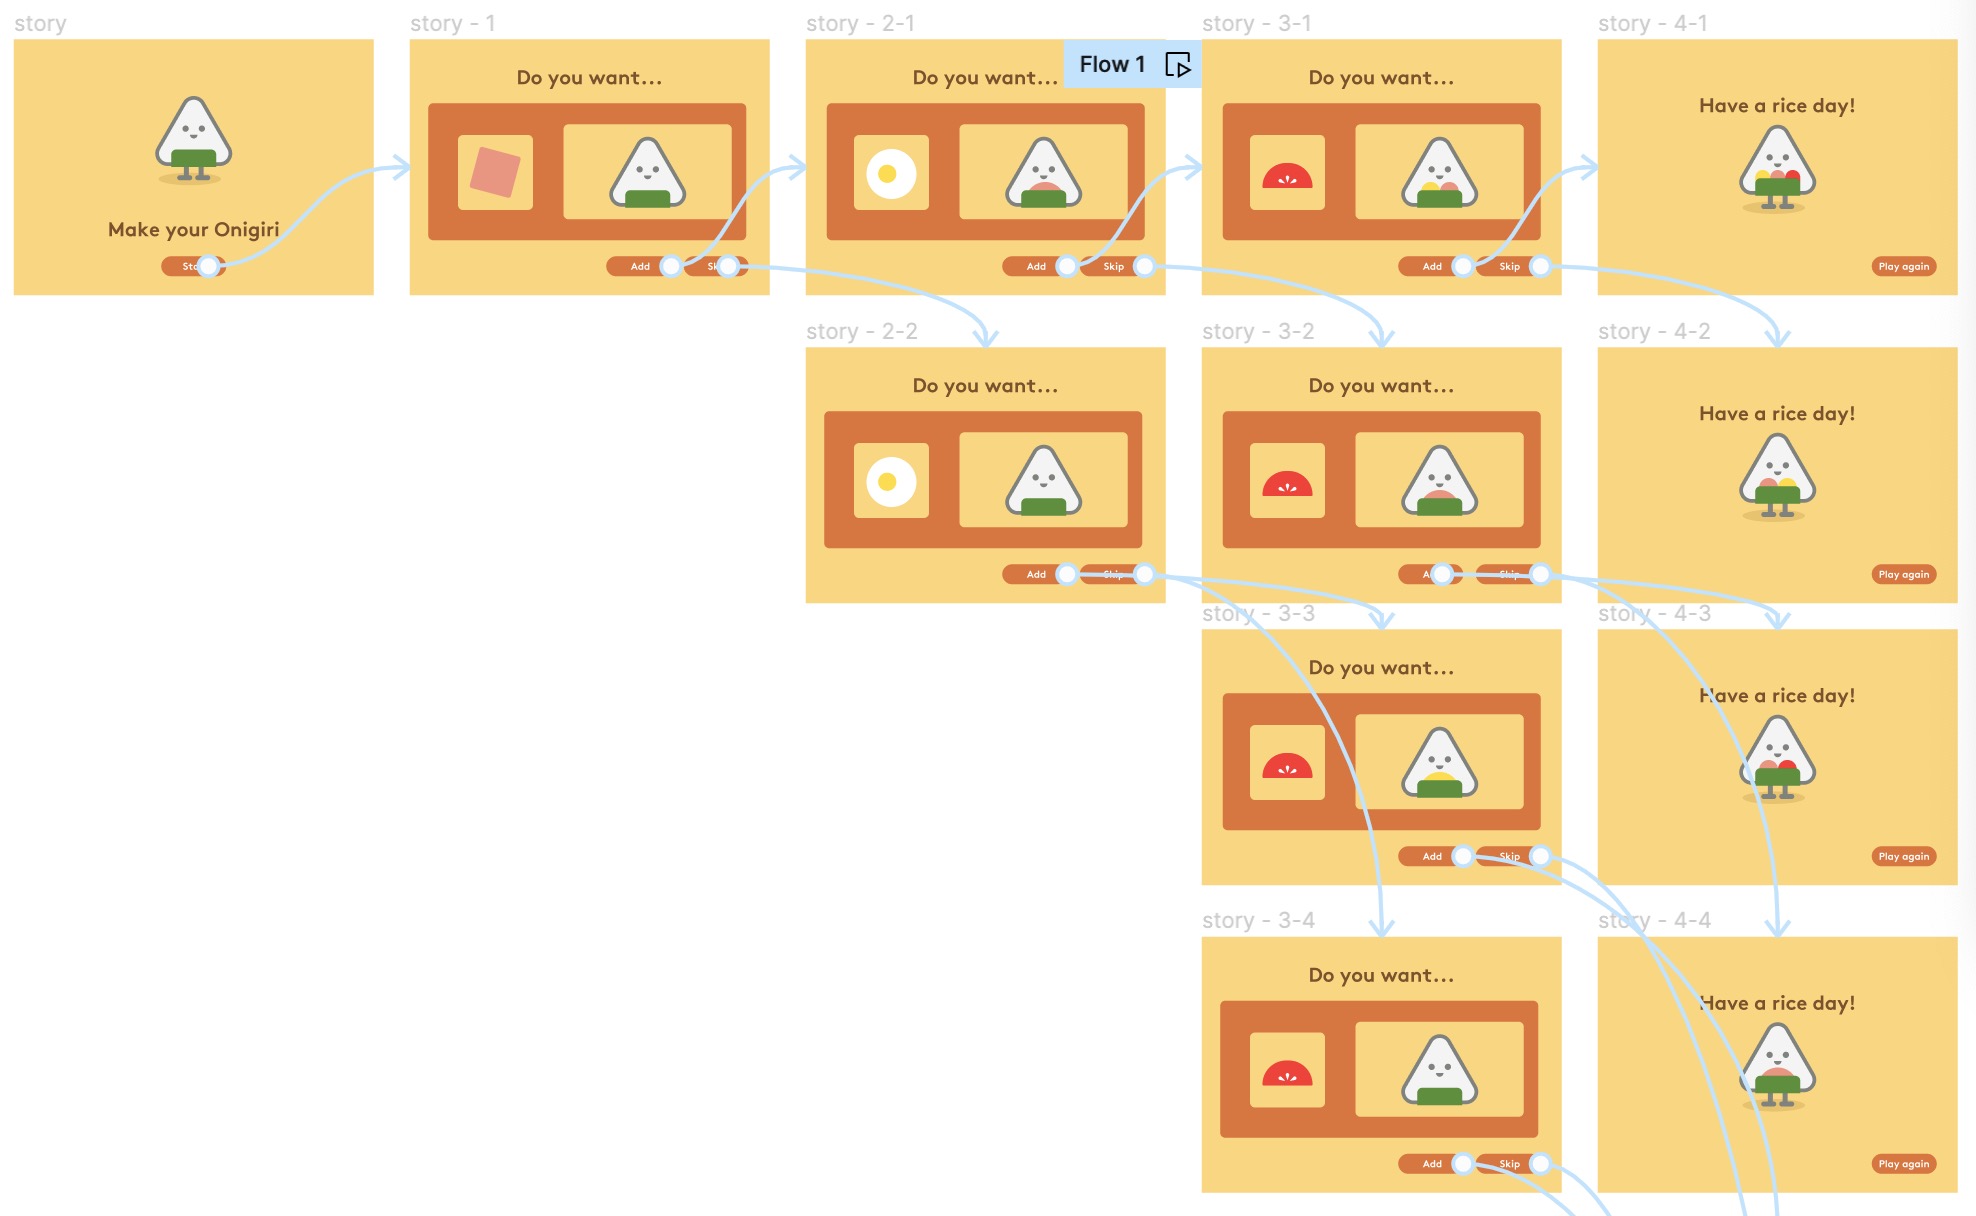 story
Make your Onigiri
story - 1
Do you want...
Add
story - 2-1
Do you want...
Add
Skip
Flow 1
story - 3-1
Do you want...
Add
Skip
story - 4-1
Have a rice day!
Play again
story - 2-2
Do you want...
Add
Skip
story - 3-2
Do you want...
Skip
story - 4-2
Have a rice day!
Play again
story - 3-3
Do you want...
Add
Skip
story - 4-3
Have a rice day!
Play again
story - 3-4
Do you want...
Add
Skip
story - 4-4
Have a rice day!
Play again